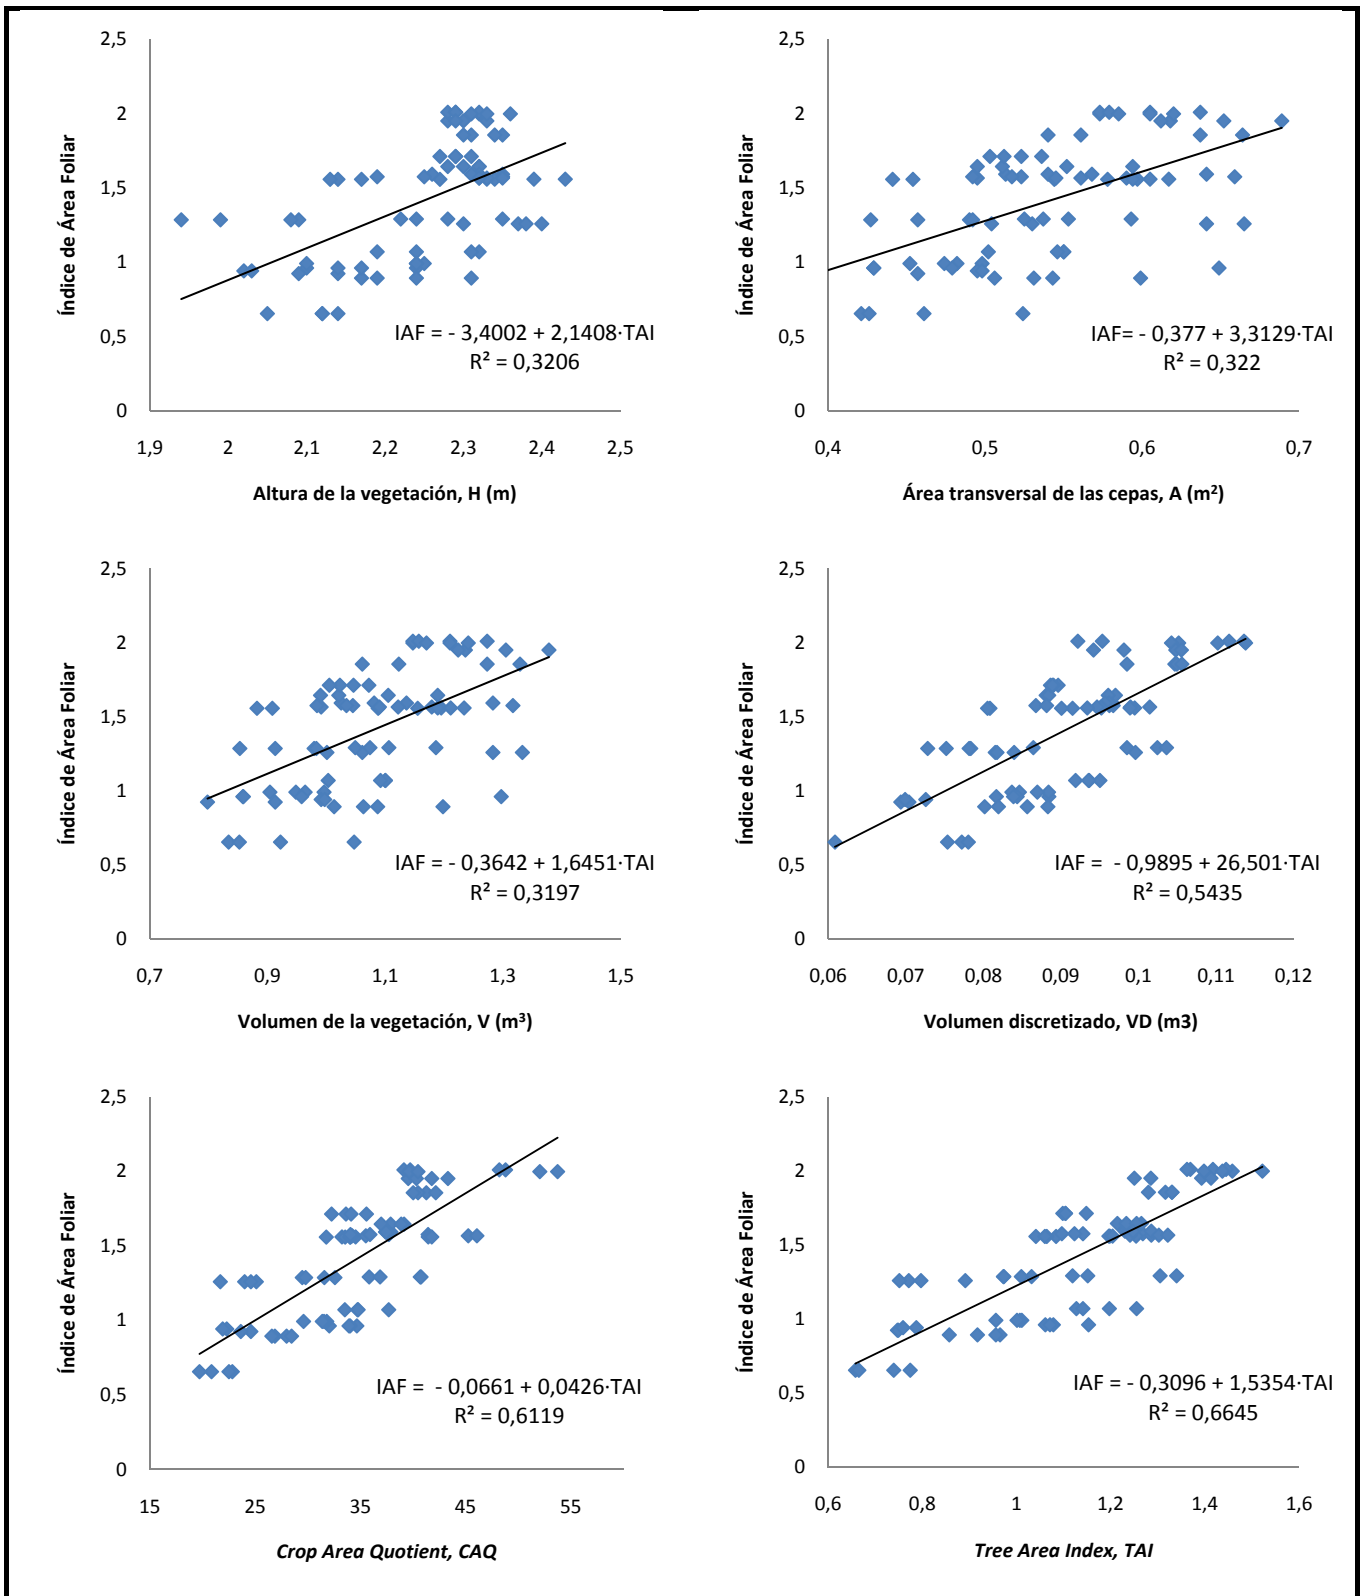 2,5
2
1,5
1
0,5
0
Índice de Área Foliar
IAF = - 3,4002 + 2,1408·TAI
R² = 0,3206
1,9 2 2,1 2,2 2,3 2,4 2,5
Altura de la vegetación, H (m)
2,5
2
1,5
1
0,5
0
Índice de Área Foliar
IAF= - 0,377 + 3,3129·TAI
R² = 0,322
0,4 0,5 0,6 0,7
Área transversal de las cepas, A (m²)
2,5
2
1,5
1
0,5
0
Índice de Área Foliar
IAF = - 0,3642 + 1,6451·TAI
R² = 0,3197
0,7 0,9 1,1 1,3 1,5
Volumen de la vegetación, V (m³)
2,5
2
1,5
1
0,5
0
Índice de Área Foliar
IAF = - 0,9895 + 26,501·TAI
R² = 0,5435
0,06 0,07 0,08 0,09 0,1 0,11 0,12
Volumen discretizado, VD (m3)
2,5
2
1,5
1
0,5
0
Índice de Área Foliar
IAF = - 0,0661 + 0,0426·TAI
R² = 0,6119
15 25 35 45 55
Crop Area Quotient, CAQ
2,5
2
1,5
1
0,5
0
Índice de Área Foliar
IAF = - 0,3096 + 1,5354·TAI
R² = 0,6645
0,6 0,8 1 1,2 1,4 1,6
Tree Area Index, TAI